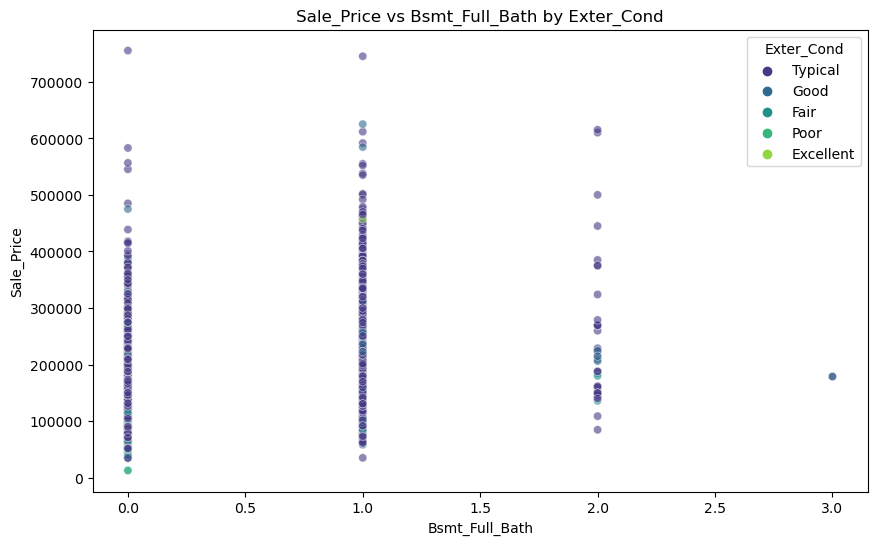 Sale_Price vs Bsmt_Full_Bath by Exter_Cond
Exter_Cond
Typical
Good
Fair
Poor
Excellent
Sale_Price
700000
600000
500000
400000
300000
200000
100000
0
0.0 0.5 1.0 1.5 2.0 2.5 3.0
Bsmt_Full_Bath